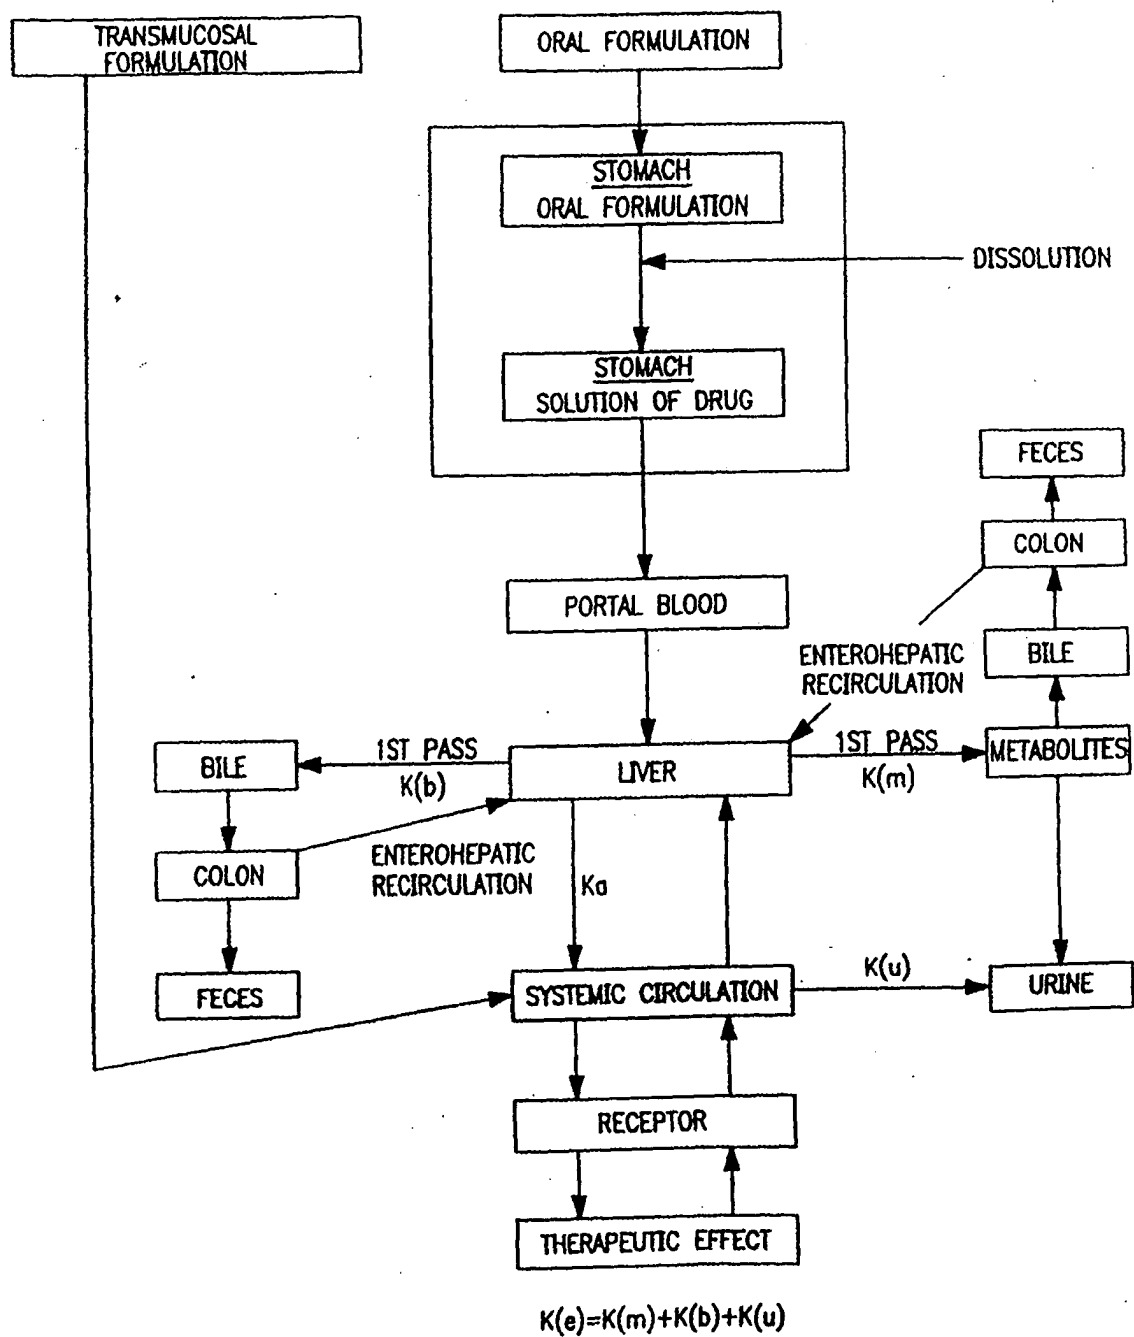 TRANSMUCOSAL
FORMULATION
ORAL FORMULATION
STOMACH
ORAL FORMULATION
DISSOLUTION
STOMACH
SOLUTION OF DRUG
FECES
COLON
PORTAL BLOOD
ENTEROHEPATIC
RECIRCULATION
BILE
BILE
1ST PASS
K(b)
LIVER
1ST PASS
K(m)
METABOLITES
COLON
ENTEROHEPATIC
RECIRCULATION
Ka
FECES
SYSTEMIC CIRCULATION
K(u)
URINE
RECEPTOR
THERAPEUTIC EFFECT
K(e)=K(m)+K(b)+K(u)